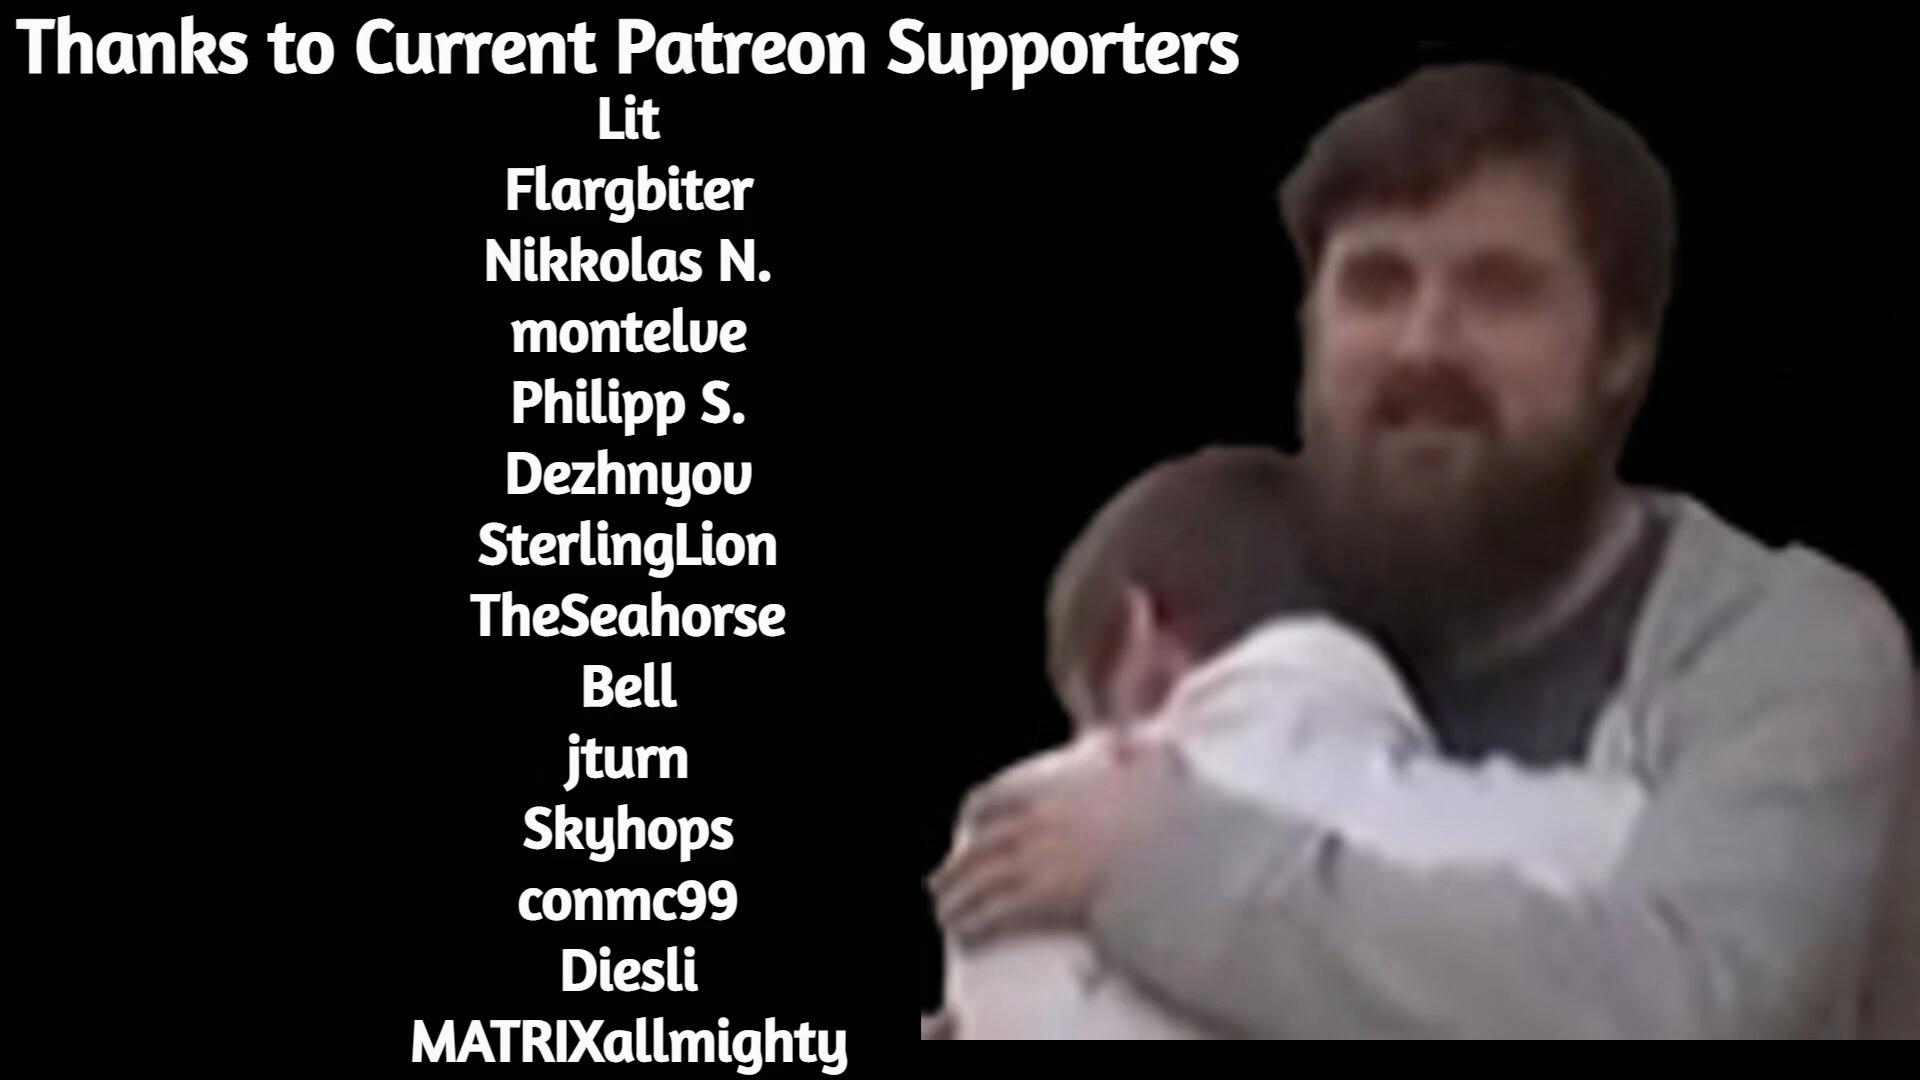 Thanks to Current Patreon Supporters
Lit
Flargbiter
Nikkolas N.
montelve
Philipp S.
Dezhnyov
SterlingLion
TheSeahorse
Bell
jturn
Skyhops
conmc99
Diesli
MATRIXallmighty